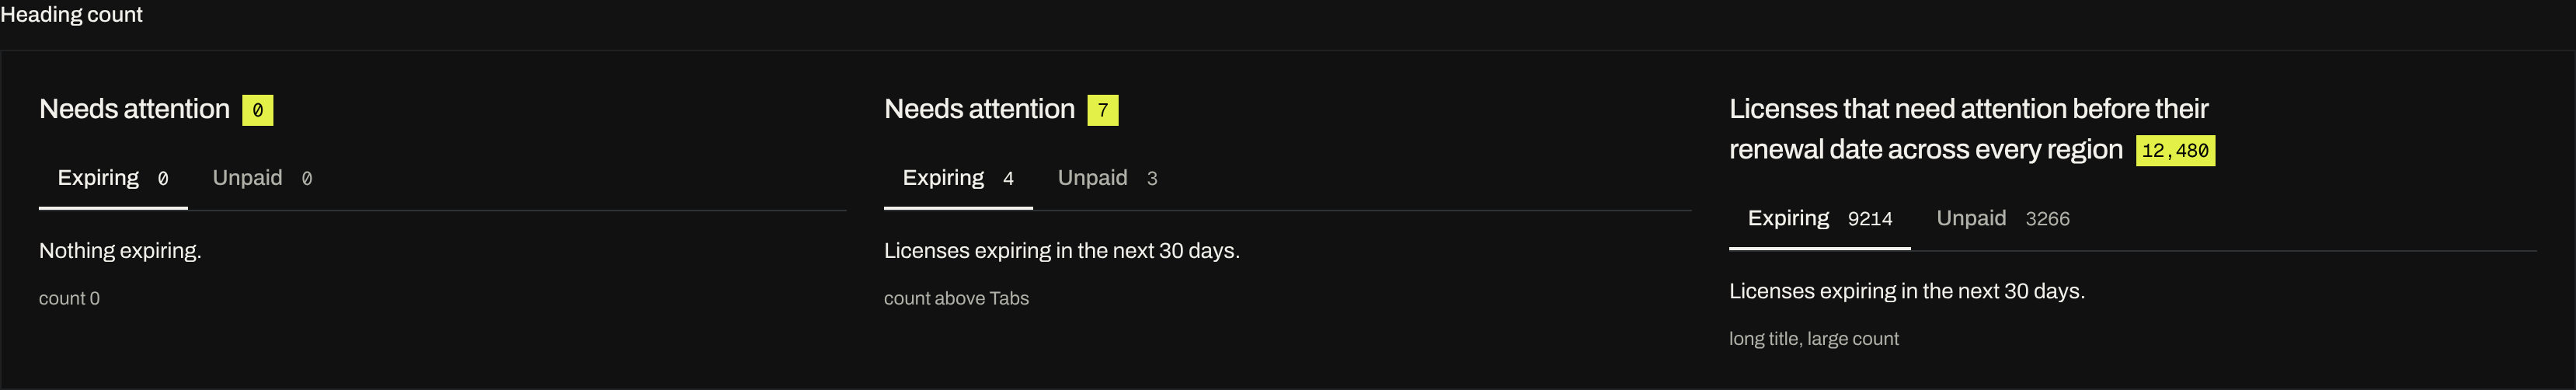 Heading count
Needs attention 0
Expiring 0 Unpaid 0
Nothing expiring.
count 0
Needs attention 7
Expiring 4 Unpaid 3
Licenses expiring in the next 30 days.
count above Tabs
Licenses that need attention before their
renewal date across every region 12,480
Expiring 9214 Unpaid 3266
Licenses expiring in the next 30 days.
long title, large count